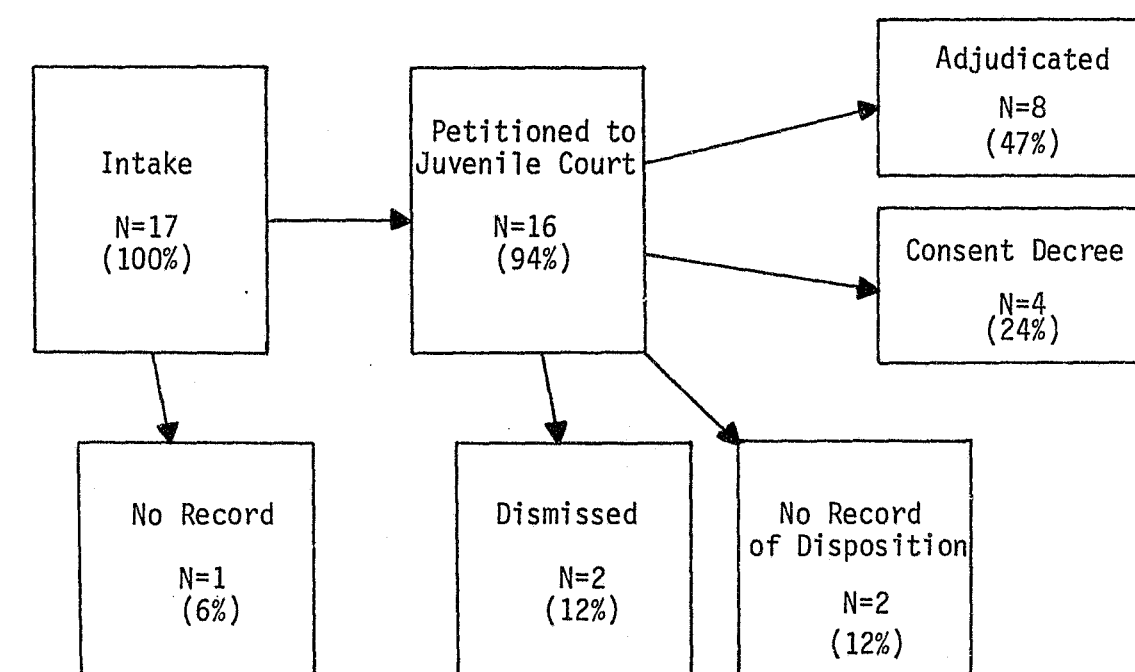 Intake
N=17
(100%)
Petitioned to
Juvenile Court
N=16
(94%)
Adjudicated
N=8
(47%)
Consent Decree
N=4
(24%)
No Record
N=1
(6%)
Dismissed
N=2
(12%)
No Record
of Disposition
N=2
(12%)